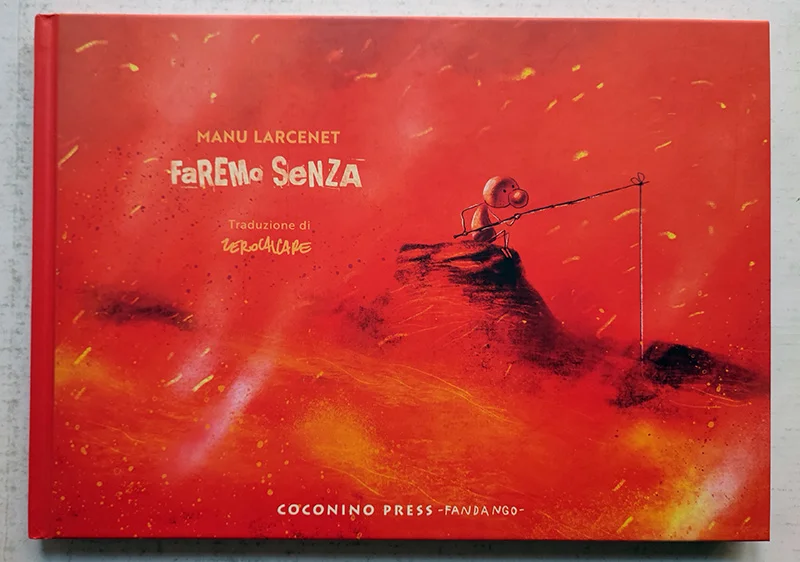 MANU LARCENET
FaREMo SeNZA
Traduzione di
ZEROCALCARE
COCONINO PRESS -FANDANGO-